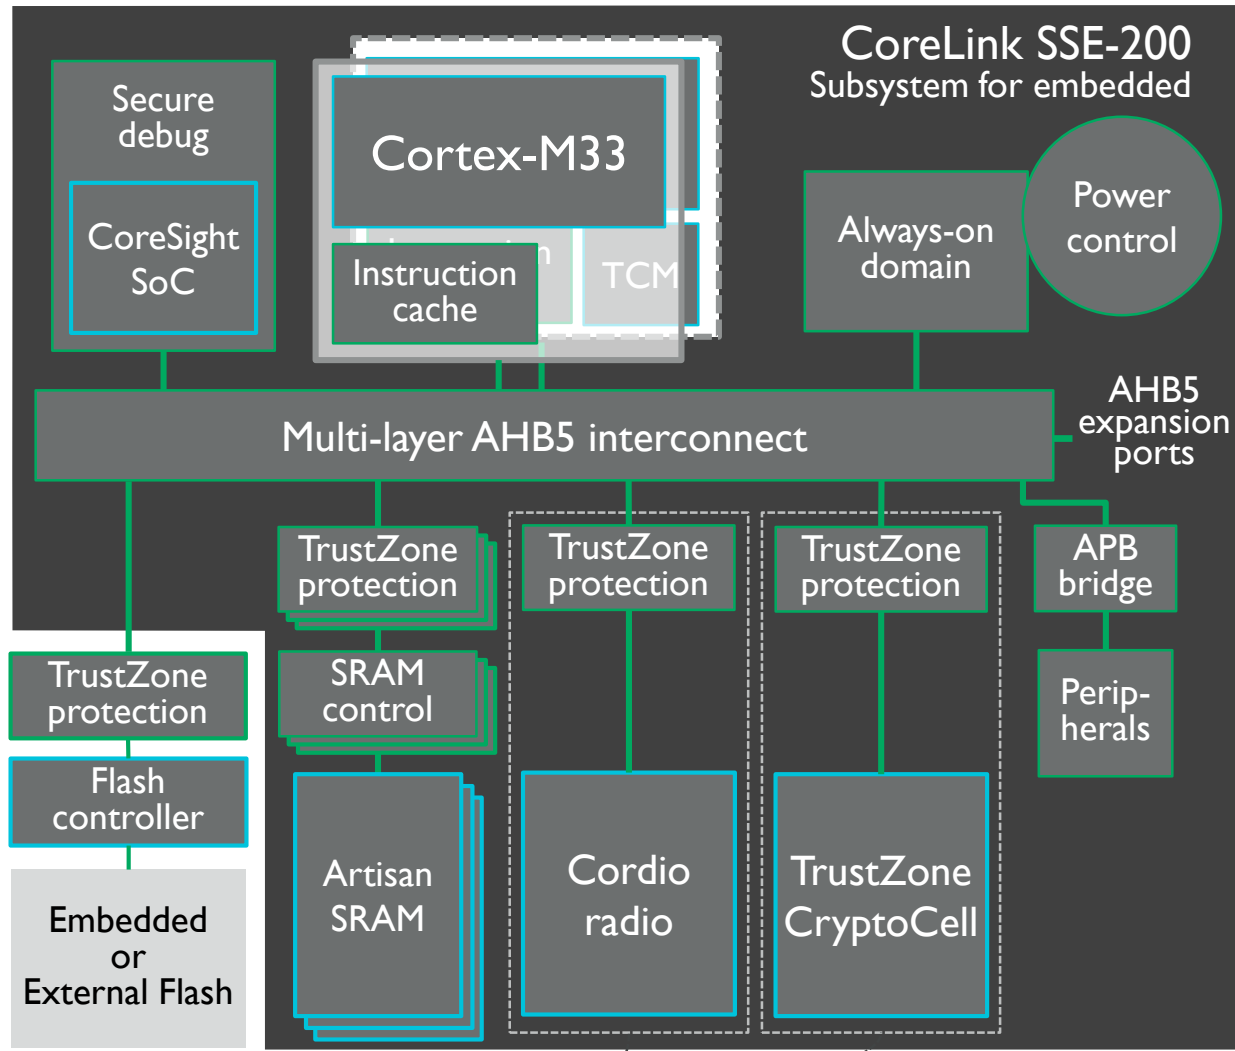 CoreLink SSE-200
Subsystem for embedded
Secure
debug
CoreSight
SoC
Cortex-M33
Instruction
cache
TCM
Always-on
domain
Power
control
Multi-layer AHB5 interconnect
AHB5
expansion
ports
TrustZone
protection
SRAM
control
Artisan
SRAM
TrustZone
protection
Cordio
radio
TrustZone
protection
TrustZone
CryptoCell
APB
bridge
Perip-
herals
TrustZone
protection
Flash
controller
Embedded
or
External Flash